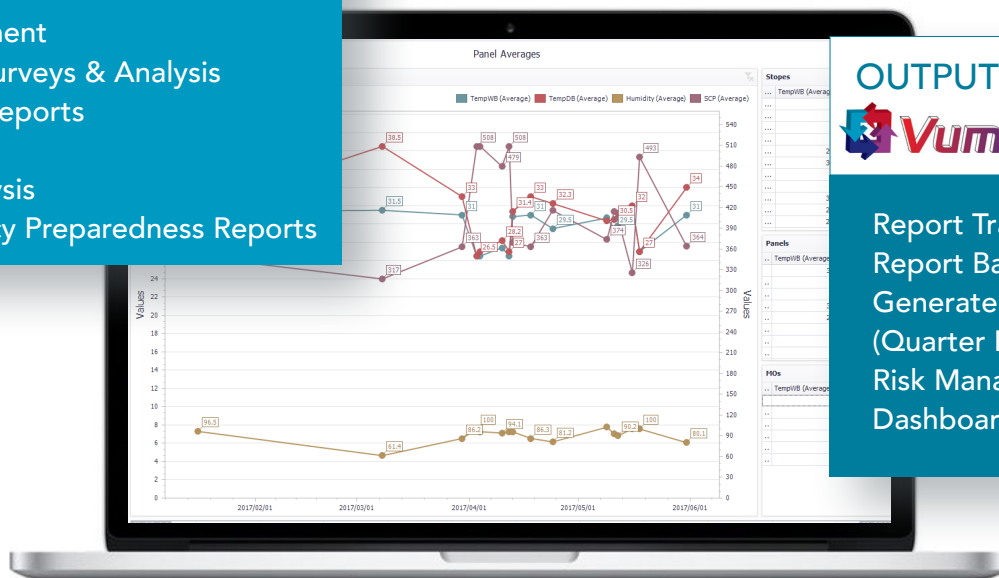 ent
urveys & Analysis
eports
sis
cy Preparedness Reports
Panel Averages
TempWB (Average) TempDB (Average) Humidity (Average) SCP (Average)
38.5
31.5
317
363
33
31
508
26.5
508
479
31.4
28.2
27
33
31
363
32.3
29.5
30.5
29.5
374
32
326
493
27
34
31
364
96.5
61.4
86.2
100
94.1
86.3
81.2
90.2
100
80.1
Values
24
22
20
18
16
14
12
10
8
6
4
2
0
Values
540
510
480
450
420
390
360
330
300
270
240
210
180
150
120
90
60
30
0
2017/02/01 2017/03/01 2017/04/01 2017/05/01 2017/06/01
Stopes
... TempWB (Averag
Panels
.. TempWB (Average
MOs
.. TempWB (Average
OUTPUT
Vum
Report Tra
Report Ba
Generate
(Quarter
Risk Mana
Dashboar